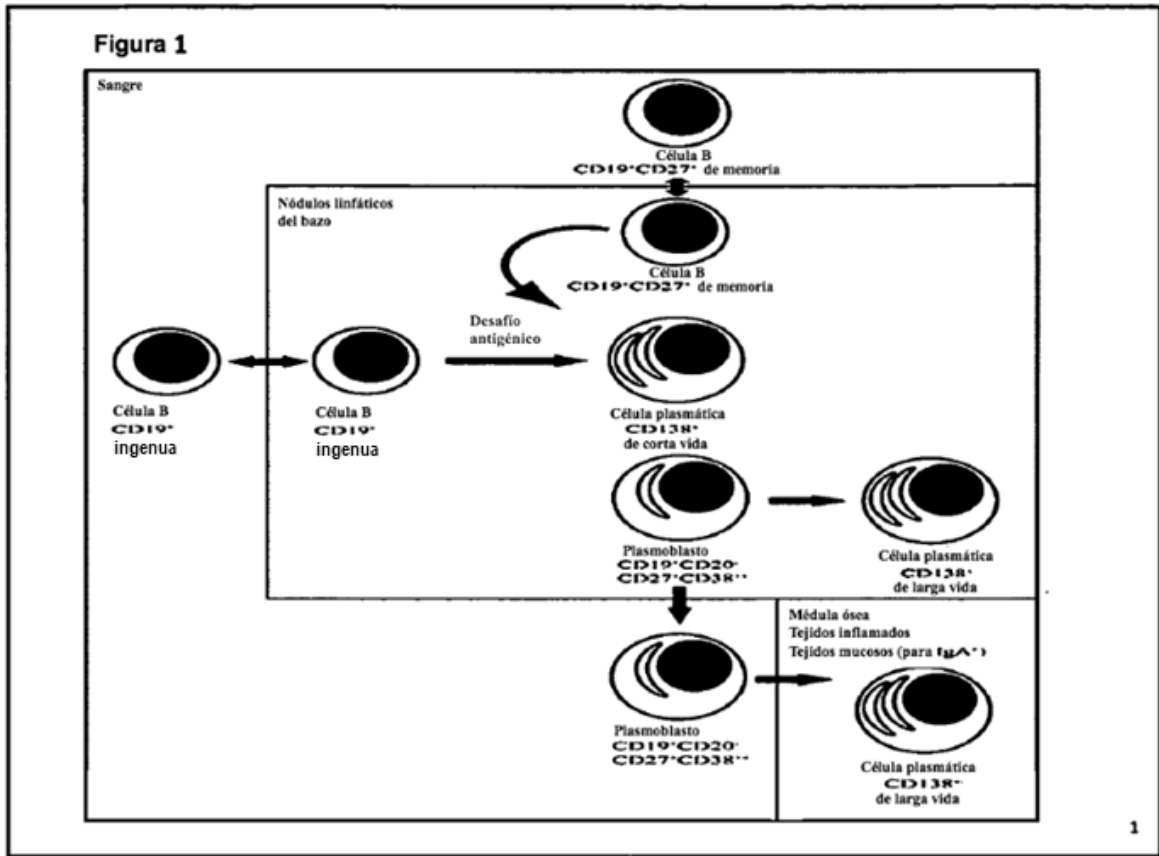 Figura 1
Sangre
Célula B
CD19⁺CD27⁺ de memoria
Nódulos linfáticos
del bazo
Célula B
CD19⁺CD27⁺ de memoria
Desafío
antigénico
Célula B
CD19⁺
ingenua
Célula B
CD19⁺
ingenua
Célula plasmática
CD138⁺
de corta vida
Plasmoblasto
CD19⁺CD20⁻
CD27⁺CD38⁺⁺
Célula plasmática
CD138⁺
de larga vida
Médula ósea
Tejidos inflamados
Tejidos mucosos (para IgA⁺)
Plasmoblasto
CD19⁺CD20⁻
CD27⁺CD38⁺⁺
Célula plasmática
CD138⁺
de larga vida
1